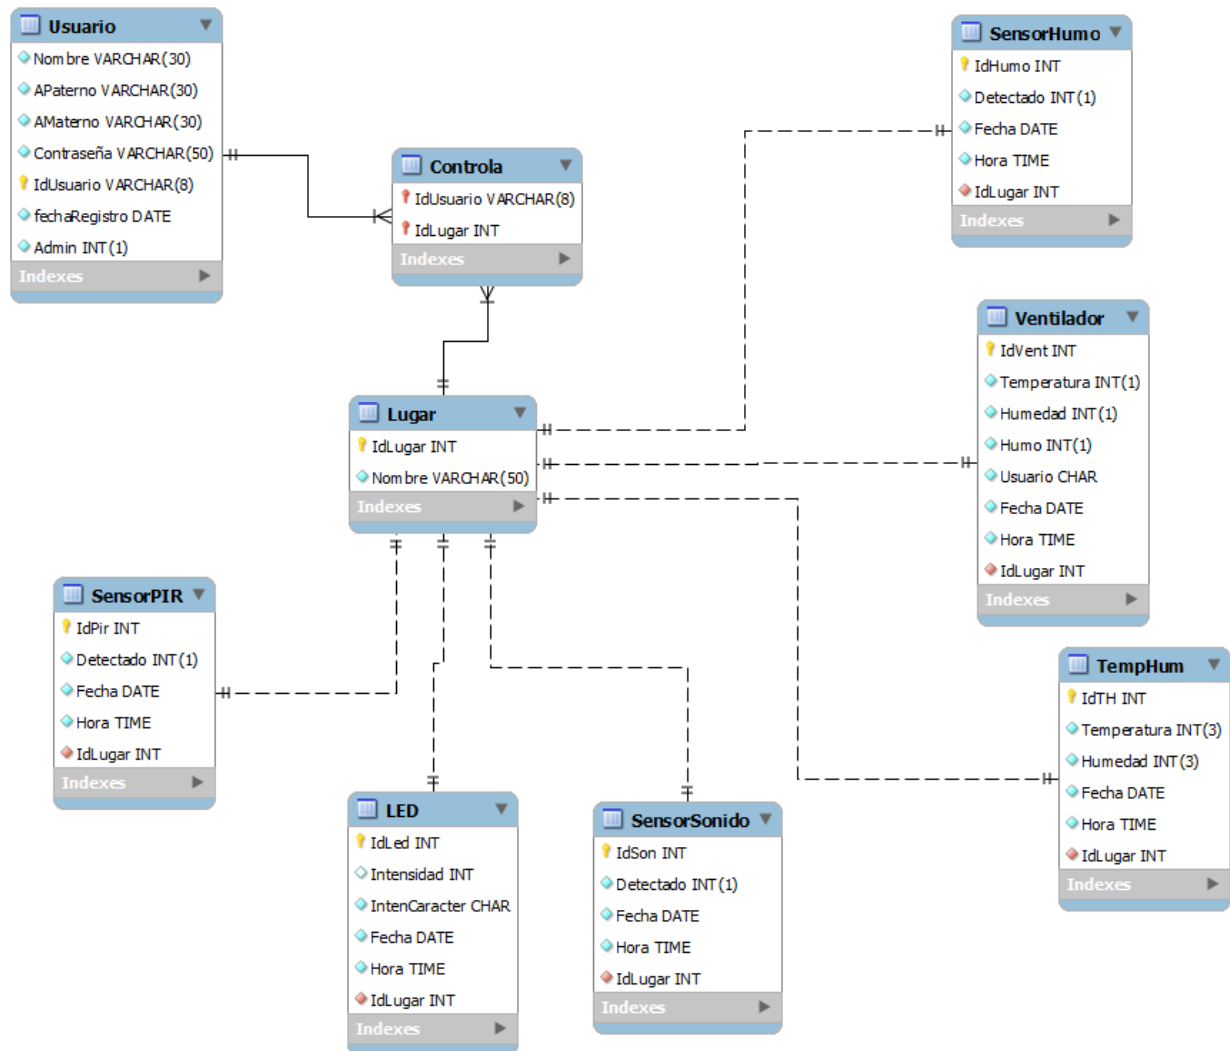 Usuario
Nombre VARCHAR(30)
APaterno VARCHAR(30)
AMaterno VARCHAR(30)
Contraseña VARCHAR(50)
IdUsuario VARCHAR(8)
fechaRegistro DATE
Admin INT(1)
Indexes
Controla
IdUsuario VARCHAR(8)
IdLugar INT
Indexes
SensorHumo
IdHumo INT
Detectado INT(1)
Fecha DATE
Hora TIME
IdLugar INT
Indexes
Ventilador
IdVent INT
Temperatura INT(1)
Humedad INT(1)
Humo INT(1)
Usuario CHAR
Fecha DATE
Hora TIME
IdLugar INT
Indexes
Lugar
IdLugar INT
Nombre VARCHAR(50)
Indexes
SensorPIR
IdPir INT
Detectado INT(1)
Fecha DATE
Hora TIME
IdLugar INT
Indexes
TempHum
IdTH INT
Temperatura INT(3)
Humedad INT(3)
Fecha DATE
Hora TIME
IdLugar INT
Indexes
LED
IdLed INT
Intensidad INT
IntenCaracter CHAR
Fecha DATE
Hora TIME
IdLugar INT
Indexes
SensorSonido
IdSon INT
Detectado INT(1)
Fecha DATE
Hora TIME
IdLugar INT
Indexes